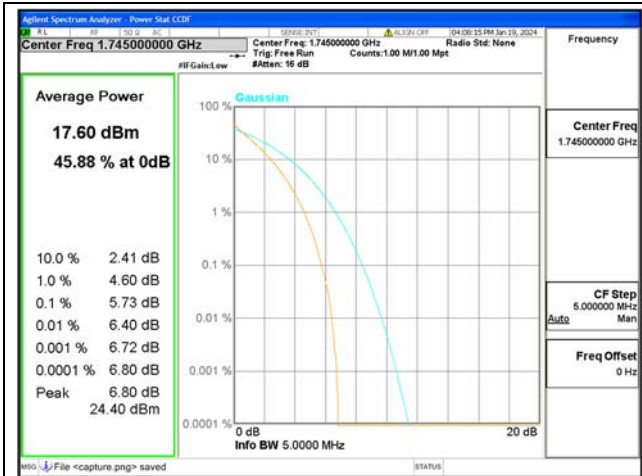 Agilent Spectrum Analyzer - Power Stat CCDF
RL RF 50 Ω AC SENSE:INT ALIGN OFF 04:08:15 PM Jan 19, 2024
Center Freq 1.745000000 GHz
Center Freq: 1.745000000 GHz Radio Std: None
Trig: Free Run Counts:1.00 M/1.00 Mpt
#IFGain:Low #Atten: 16 dB
Frequency
Average Power
17.60 dBm
45.88 % at 0dB
10.0 % 2.41 dB
1.0 % 4.60 dB
0.1 % 5.73 dB
0.01 % 6.40 dB
0.001 % 6.72 dB
0.0001 % 6.80 dB
Peak 6.80 dB
24.40 dBm
Gaussian
100 %
10 %
1 %
0.1 %
0.01 %
0.001 %
0.0001 %
0 dB 20 dB
Info BW 5.0000 MHz
Center Freq
1.745000000 GHz
CF Step
5.000000 MHz
Auto Man
Freq Offset
0 Hz
MSG File <capture.png> saved STATUS